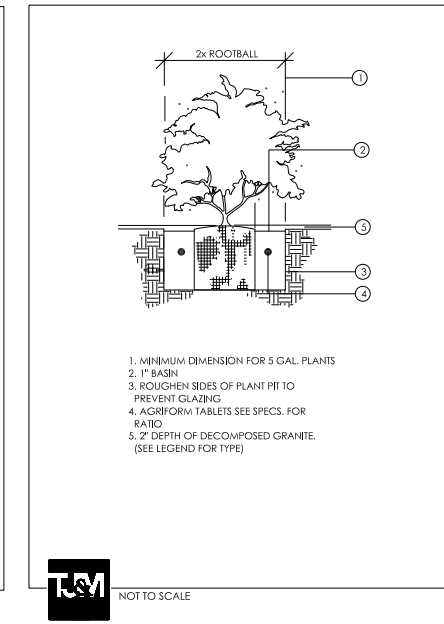 2x ROOTBALL
1
2
5
3
4
1. MINIMUM DIMENSION FOR 5 GAL. PLANTS
2. 1" BASIN
3. ROUGHEN SIDES OF PLANT PIT TO
PREVENT GLAZING
4. AGRIFORM TABLETS SEE SPECS. FOR
RATIO
5. 2" DEPTH OF DECOMPOSED GRANITE.
(SEE LEGEND FOR TYPE)
TJ&M
NOT TO SCALE